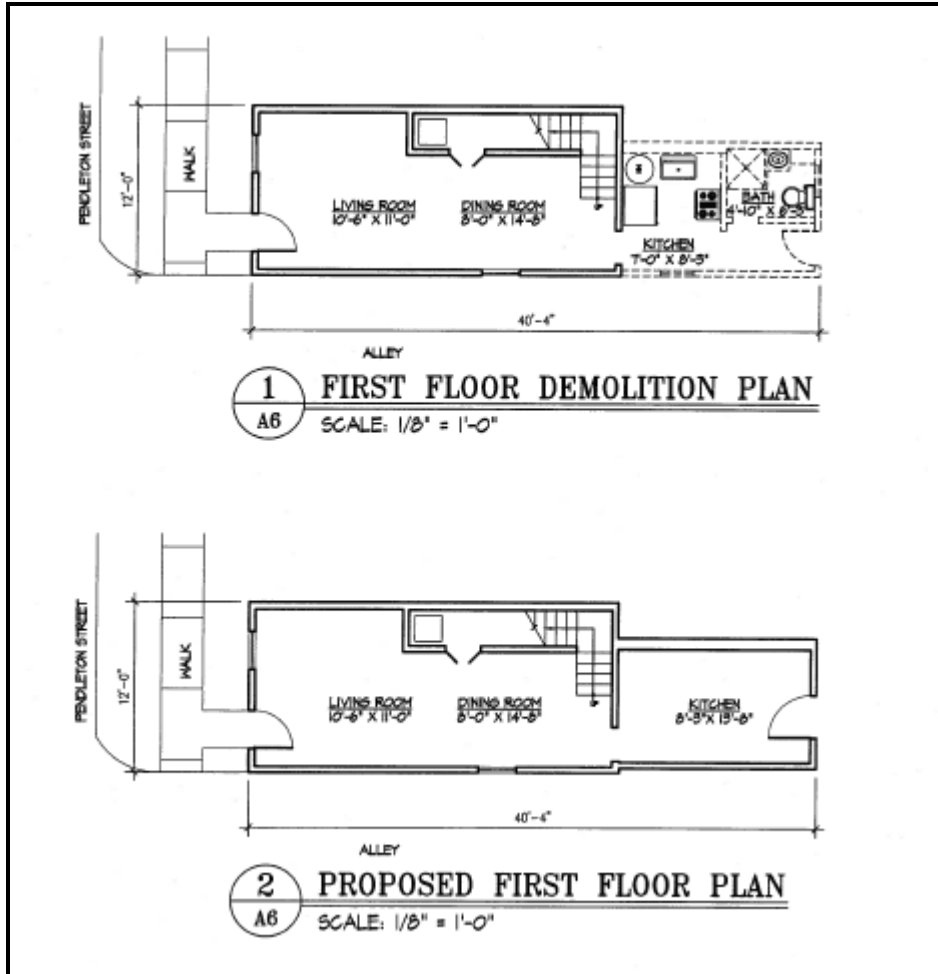 PENDLETON STREET
WALK
12'-0"
LIVING ROOM
10'-6" X 11'-0"
DINING ROOM
8'-0" X 14'-8"
BATH
KITCHEN
7'-0" X 8'-3"
40'-4"
ALLEY
1
A6
FIRST FLOOR DEMOLITION PLAN
SCALE: 1/8" = 1'-0"
PENDLETON STREET
WALK
12'-0"
LIVING ROOM
10'-6" X 11'-0"
DINING ROOM
8'-0" X 14'-8"
KITCHEN
8'-3" X 13'-8"
40'-4"
ALLEY
2
A6
PROPOSED FIRST FLOOR PLAN
SCALE: 1/8" = 1'-0"